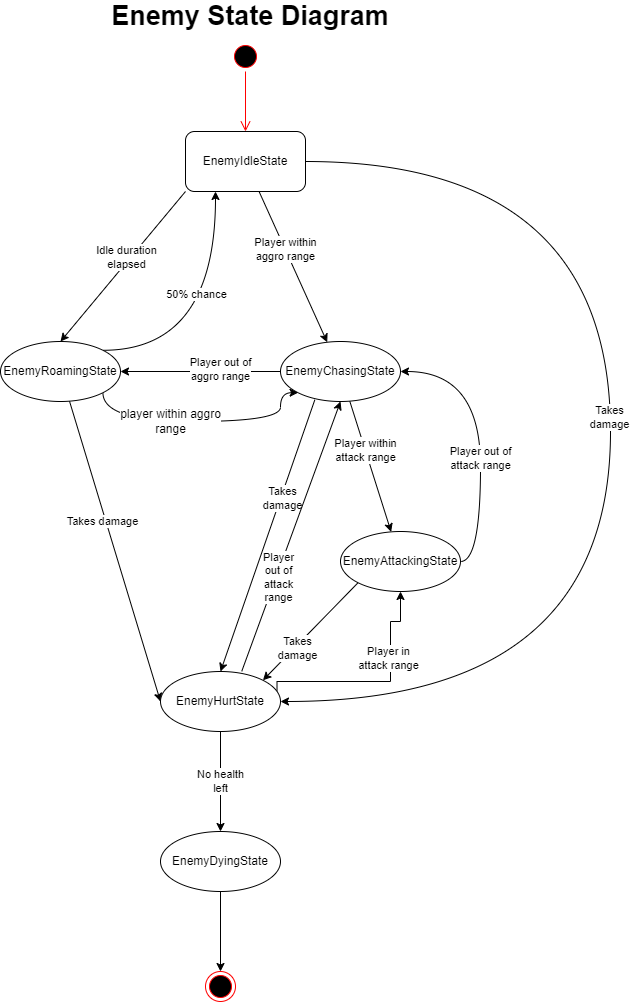 Enemy State Diagram
EnemyIdleState
Idle duration
elapsed
Player within
aggro range
50% chance
EnemyRoamingState
Player out of
aggro range
EnemyChasingState
player within aggro
range
Takes
damage
Player within
attack range
Player out of
attack range
Takes damage
Takes
damage
Player
out of
attack
range
EnemyAttackingState
Takes
damage
Player in
attack range
EnemyHurtState
No health
left
EnemyDyingState